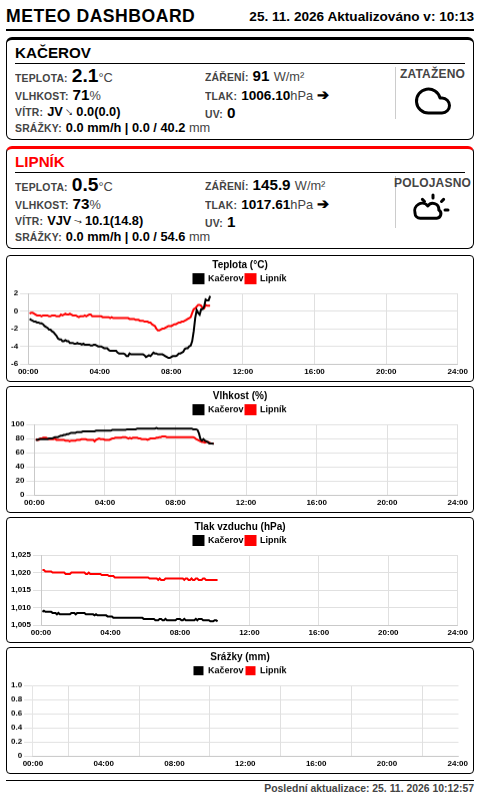 METEO DASHBOARD 25. 11. 2026 Aktualizováno v: 10:13
KAČEROV
TEPLOTA: 2.1°C ZÁŘENÍ: 91 W/m² ZATAŽENO
VLHKOST: 71% TLAK: 1006.10hPa ➔
VÍTR: JV → 0.0(0.0) UV: 0
SRÁŽKY: 0.0 mm/h | 0.0 / 40.2 mm
LIPNÍK
TEPLOTA: 0.5°C ZÁŘENÍ: 145.9 W/m² POLOJASNO
VLHKOST: 73% TLAK: 1017.61hPa ➔
VÍTR: VJV → 10.1(14.8) UV: 1
SRÁŽKY: 0.0 mm/h | 0.0 / 54.6 mm
Teplota (°C)
Kačerov Lipník
2
0
-2
-4
-6
00:00 04:00 08:00 12:00 16:00 20:00 24:00
Vlhkost (%)
Kačerov Lipník
100
80
60
40
20
0
00:00 04:00 08:00 12:00 16:00 20:00 24:00
Tlak vzduchu (hPa)
Kačerov Lipník
1,025
1,020
1,015
1,010
1,005
00:00 04:00 08:00 12:00 16:00 20:00 24:00
Srážky (mm)
Kačerov Lipník
1.0
0.8
0.6
0.4
0.2
0
00:00 04:00 08:00 12:00 16:00 20:00 24:00
Poslední aktualizace: 25. 11. 2026 10:12:57